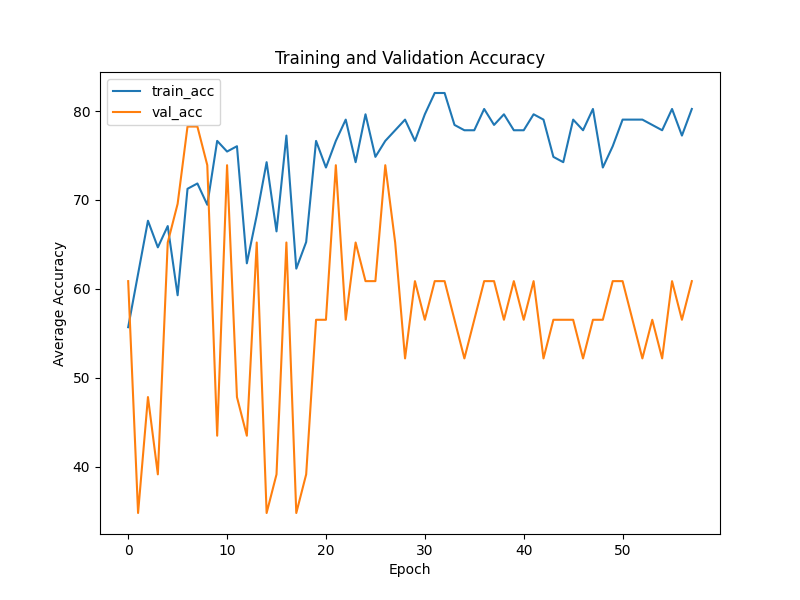 Training and Validation Accuracy
train_acc
val_acc
80
70
60
50
40
Average Accuracy
0 10 20 30 40 50
Epoch